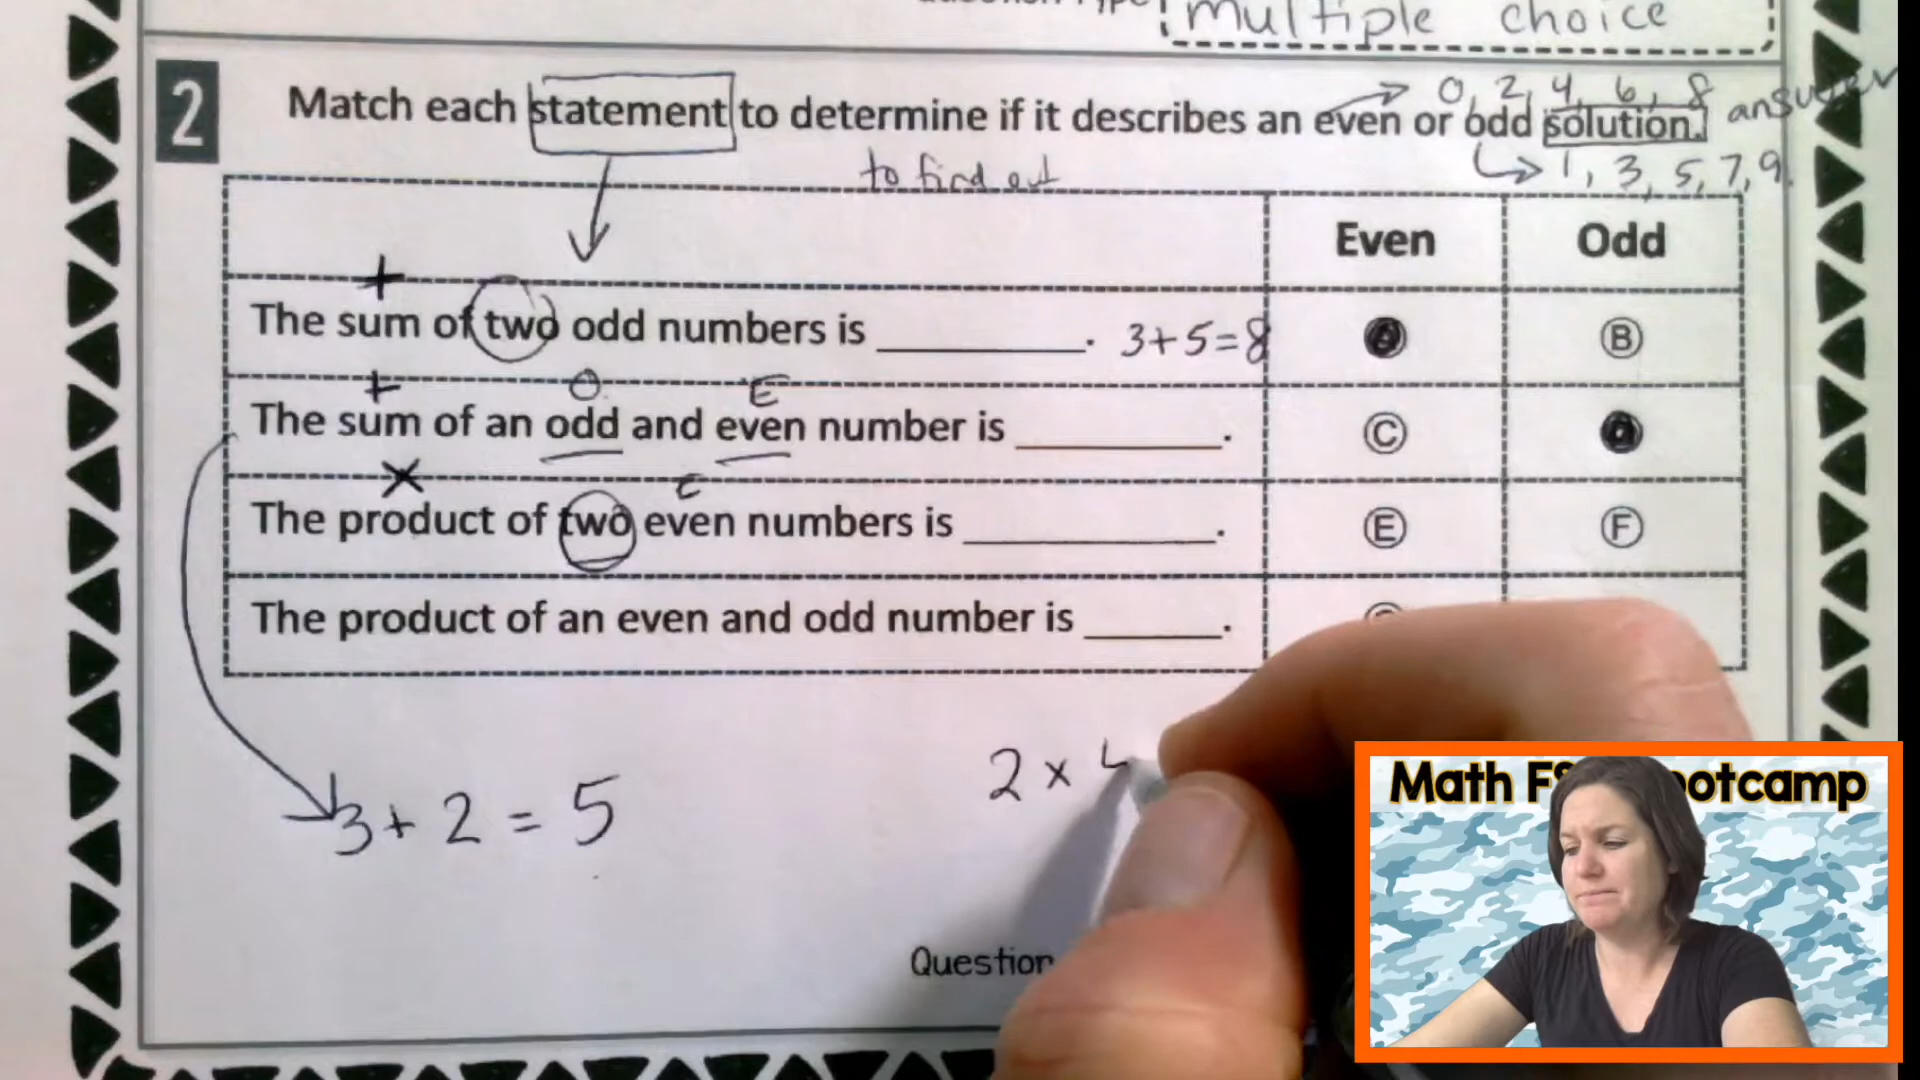 multiple choice
0, 2, 4, 6, 8
2 Match each statement to determine if it describes an even or odd solution. answer
to find out
1, 3, 5, 7, 9.
Even Odd
+
The sum of two odd numbers is ________. 3+5=8 Ⓑ
+ O E
The sum of an odd and even number is ________. Ⓒ
×
The product of two even numbers is ________. Ⓔ Ⓕ
The product of an even and odd number is ______.
2 × 4
3 + 2 = 5
Math otcamp
Question